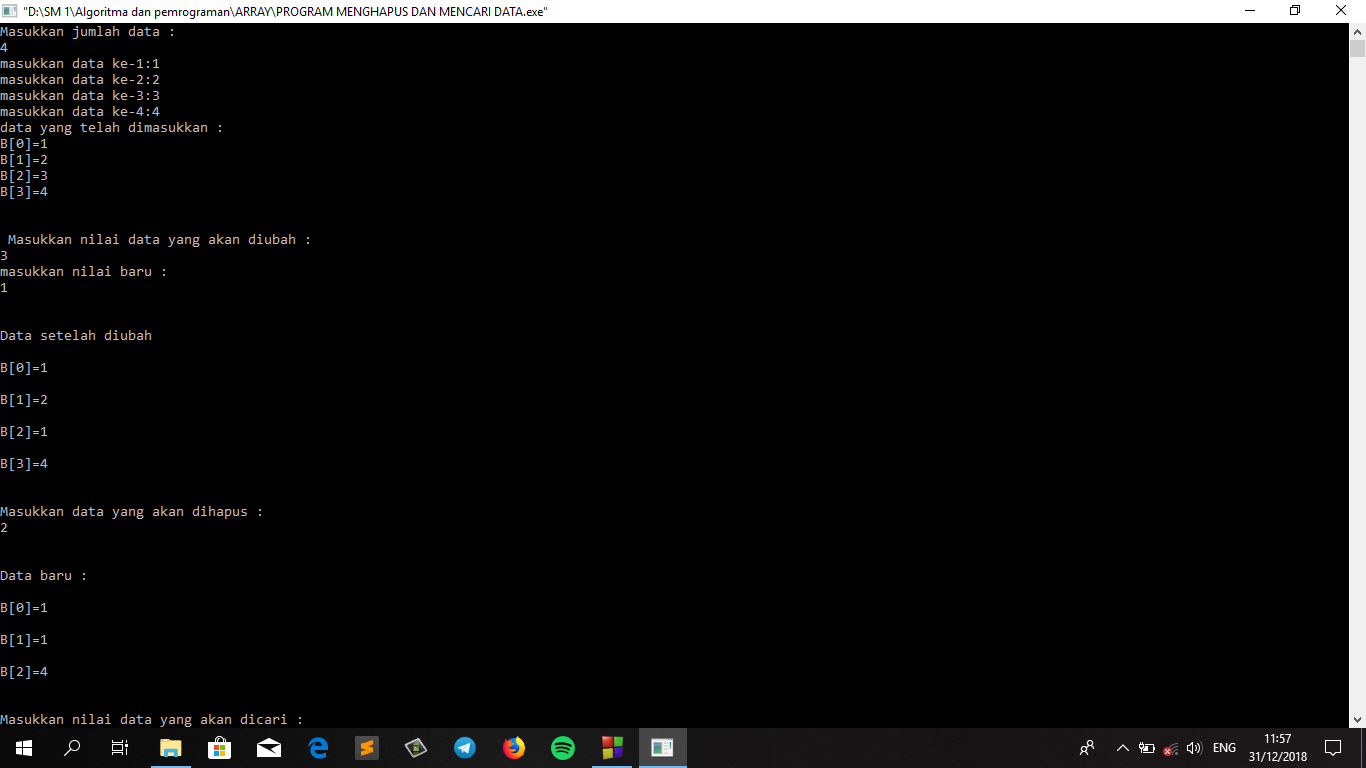 "D:\SM 1\Algoritma dan pemrograman\ARRAY\PROGRAM MENGHAPUS DAN MENCARI DATA.exe"
Masukkan jumlah data :
4
masukkan data ke-1:1
masukkan data ke-2:2
masukkan data ke-3:3
masukkan data ke-4:4
data yang telah dimasukkan :
B[0]=1
B[1]=2
B[2]=3
B[3]=4
Masukkan nilai data yang akan diubah :
3
masukkan nilai baru :
1
Data setelah diubah
B[0]=1
B[1]=2
B[2]=1
B[3]=4
Masukkan data yang akan dihapus :
2
Data baru :
B[0]=1
B[1]=1
B[2]=4
Masukkan nilai data yang akan dicari :
ENG
11:57
31/12/2018